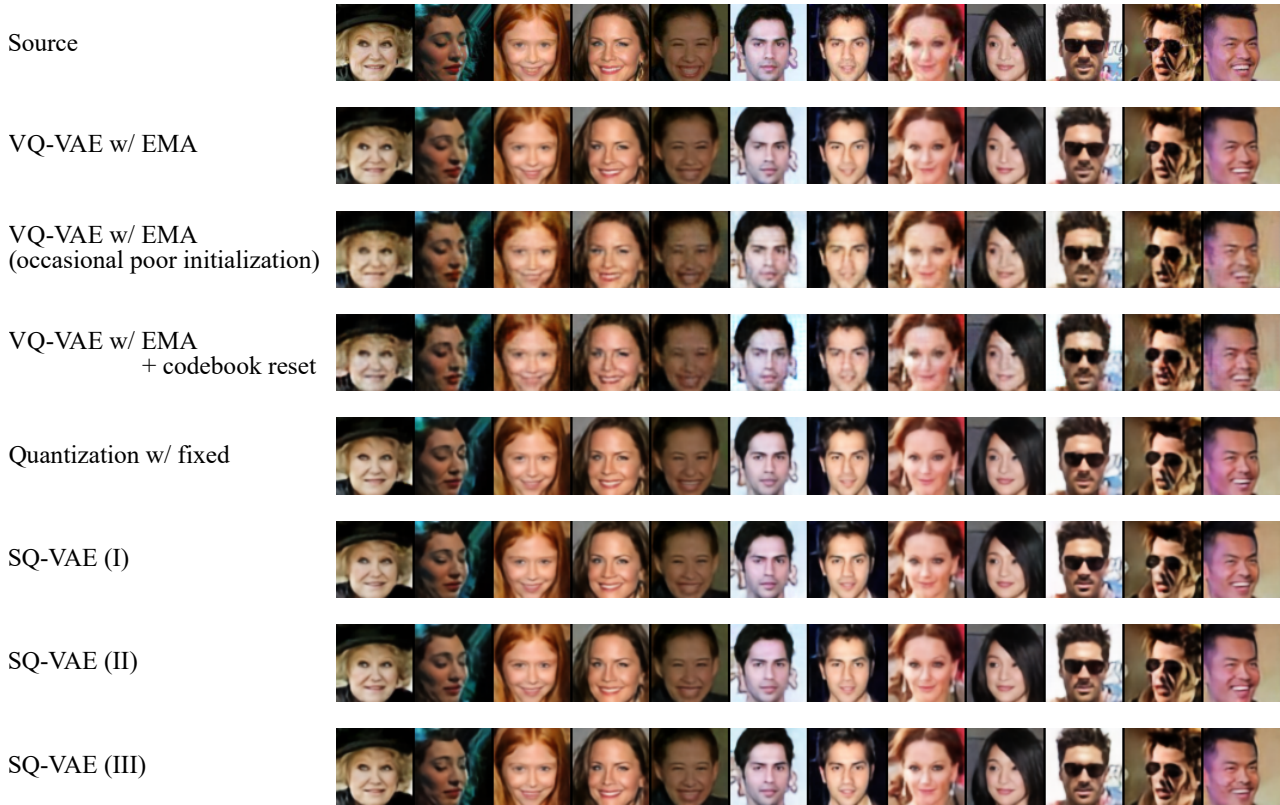 Source
VQ-VAE w/ EMA
VQ-VAE w/ EMA
(occasional poor initialization)
VQ-VAE w/ EMA
+ codebook reset
Quantization w/ fixed
SQ-VAE (I)
SQ-VAE (II)
SQ-VAE (III)